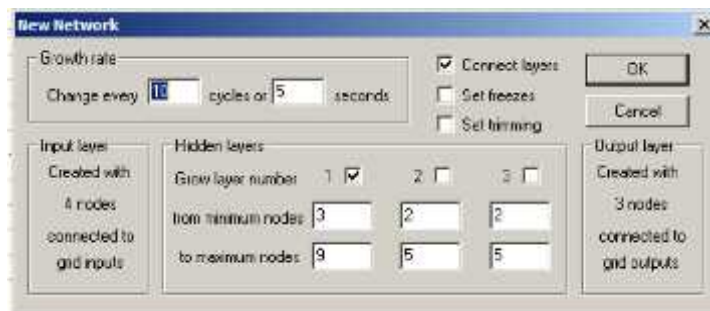 New Network
Growth rate
Change every 10 cycles or 5 seconds
Connect layers
Set freezes
Set trimming
OK
Cancel
Input layer
Created with
4 nodes
connected to
grid inputs
Hidden layers
Grow layer number 1 2 3
from minimum nodes 3 2 2
to maximum nodes 9 5 5
Output layer
Created with
3 nodes
connected to
grid outputs